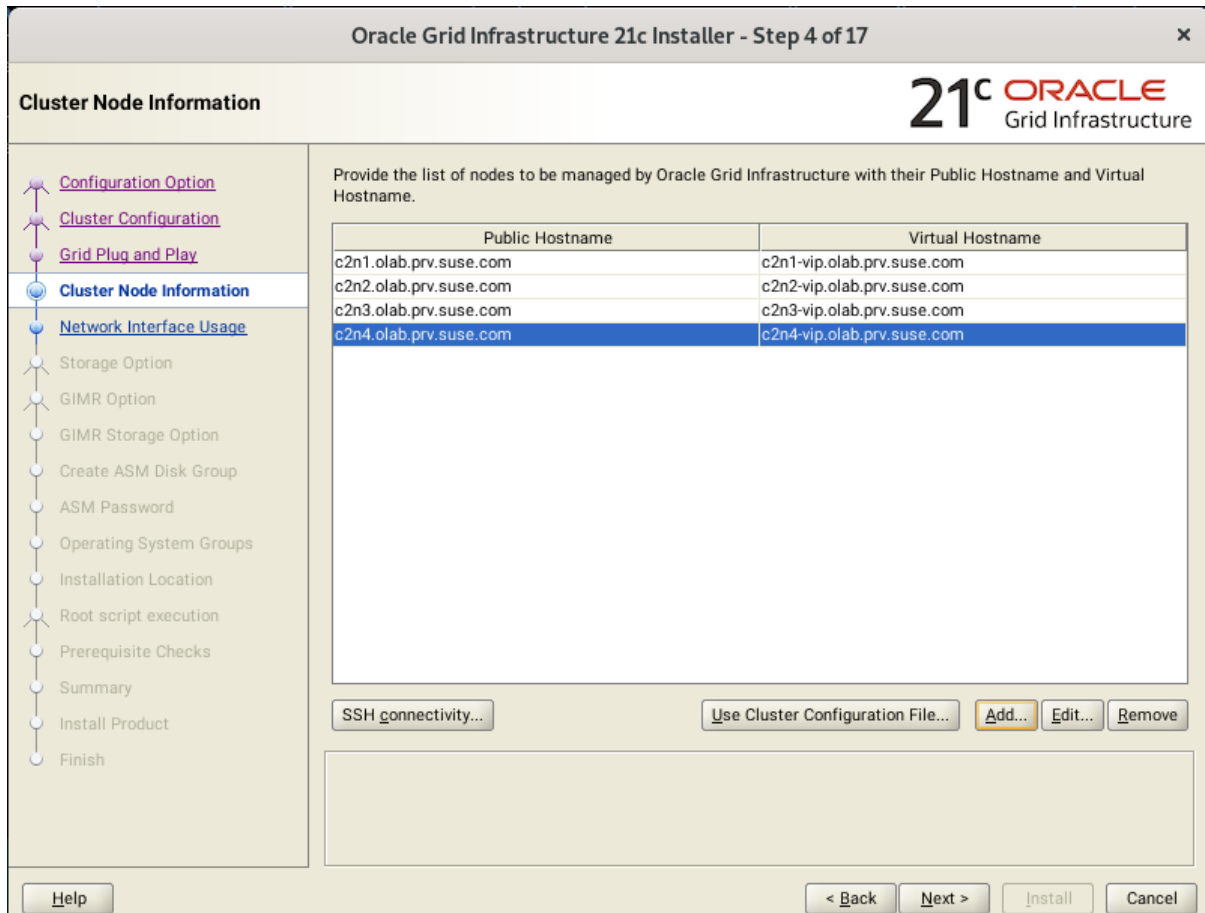 Oracle Grid Infrastructure 21c Installer - Step 4 of 17
×
Cluster Node Information
21c ORACLE
Grid Infrastructure
Configuration Option
Cluster Configuration
Grid Plug and Play
Cluster Node Information
Network Interface Usage
Storage Option
GIMR Option
GIMR Storage Option
Create ASM Disk Group
ASM Password
Operating System Groups
Installation Location
Root script execution
Prerequisite Checks
Summary
Install Product
Finish
Provide the list of nodes to be managed by Oracle Grid Infrastructure with their Public Hostname and Virtual
Hostname.
Public Hostname Virtual Hostname
c2n1.olab.prv.suse.com c2n1-vip.olab.prv.suse.com
c2n2.olab.prv.suse.com c2n2-vip.olab.prv.suse.com
c2n3.olab.prv.suse.com c2n3-vip.olab.prv.suse.com
c2n4.olab.prv.suse.com c2n4-vip.olab.prv.suse.com
SSH connectivity... Use Cluster Configuration File... Add... Edit... Remove
Help < Back Next > Install Cancel